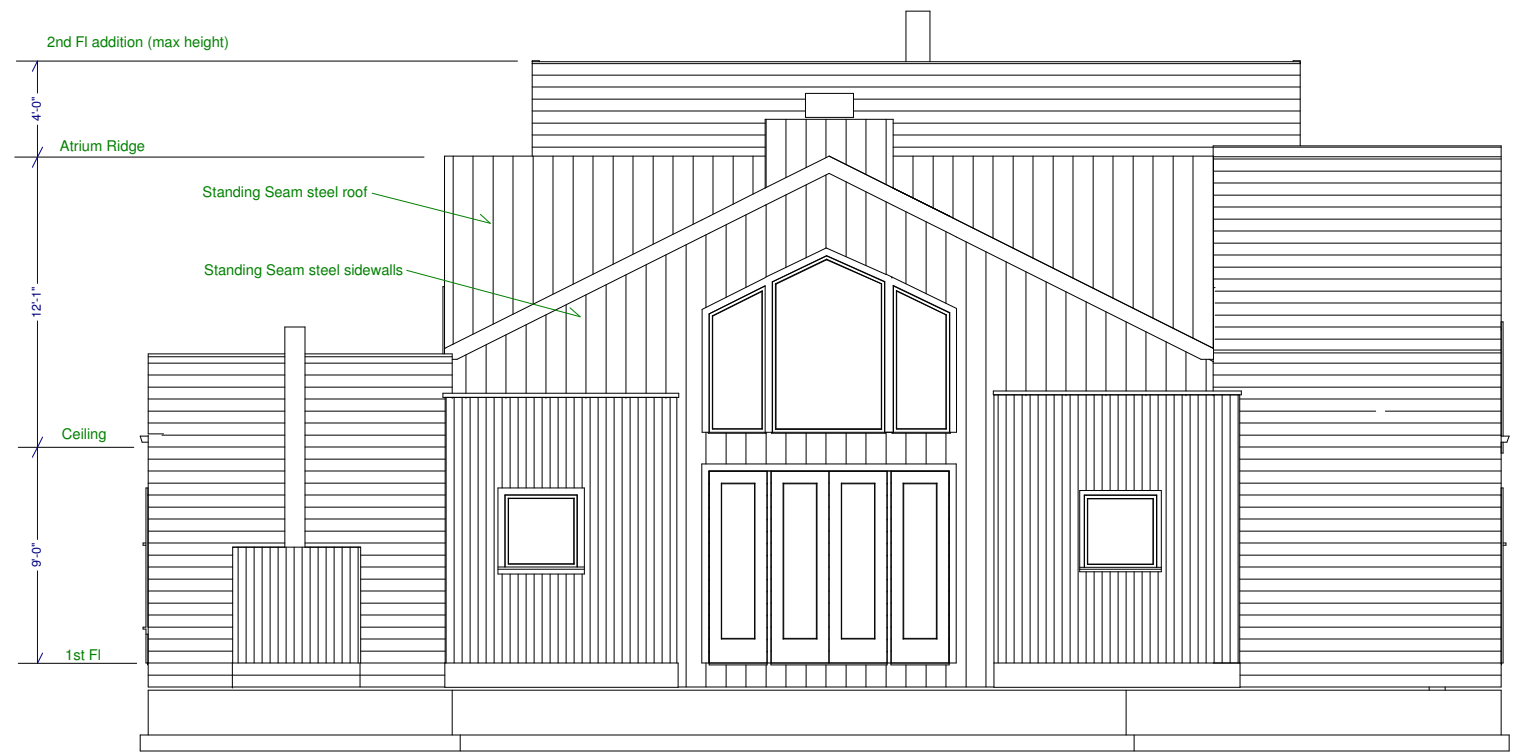 2nd Fl addition (max height)
4'-0"
Atrium Ridge
Standing Seam steel roof
Standing Seam steel sidewalls
12'-1"
Ceiling
9'-0"
1st Fl